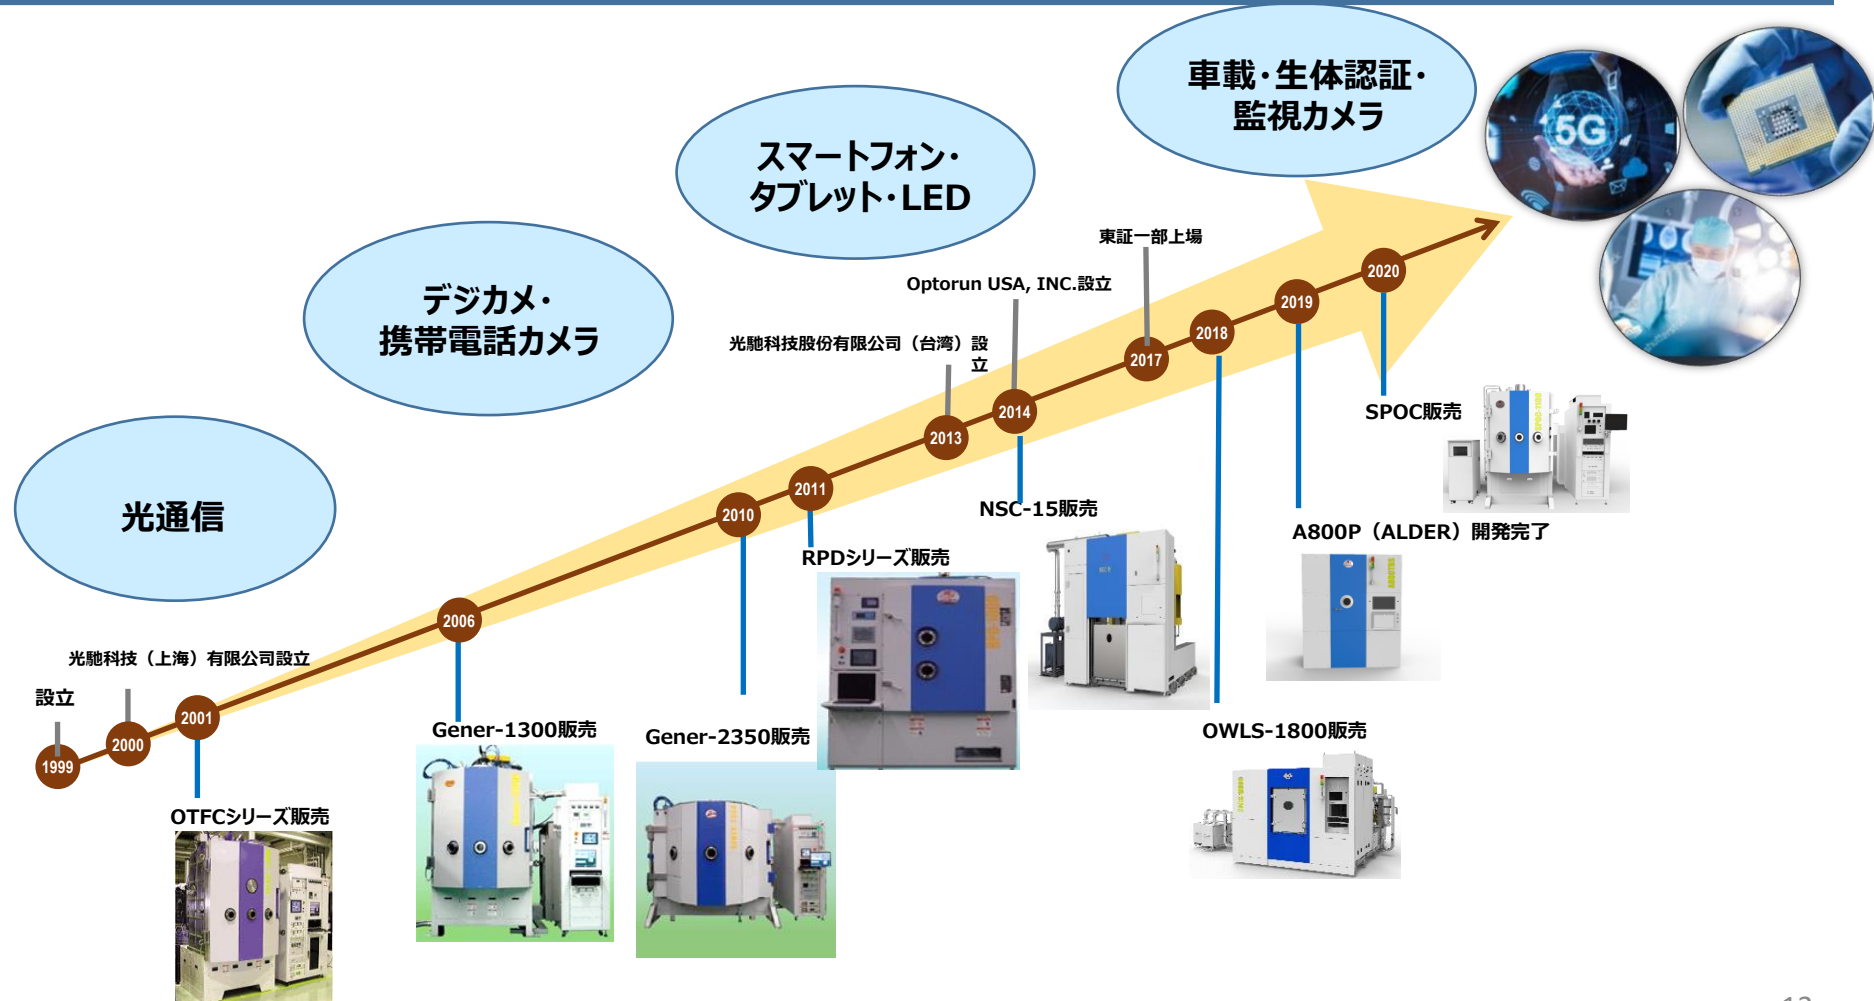 車載・生体認証・
監視カメラ
5G
スマートフォン・
タブレット・LED
デジカメ・
携帯電話カメラ
光通信
東証一部上場
Optorun USA, INC.設立
光馳科技股份有限公司（台湾）設
立
光馳科技（上海）有限公司設立
設立
1999
2000
2001
2006
2010
2011
2013
2014
2017
2018
2019
2020
SPOC販売
A800P（ALDER）開発完了
NSC-15販売
RPDシリーズ販売
OWLS-1800販売
Gener-1300販売
Gener-2350販売
OTFCシリーズ販売